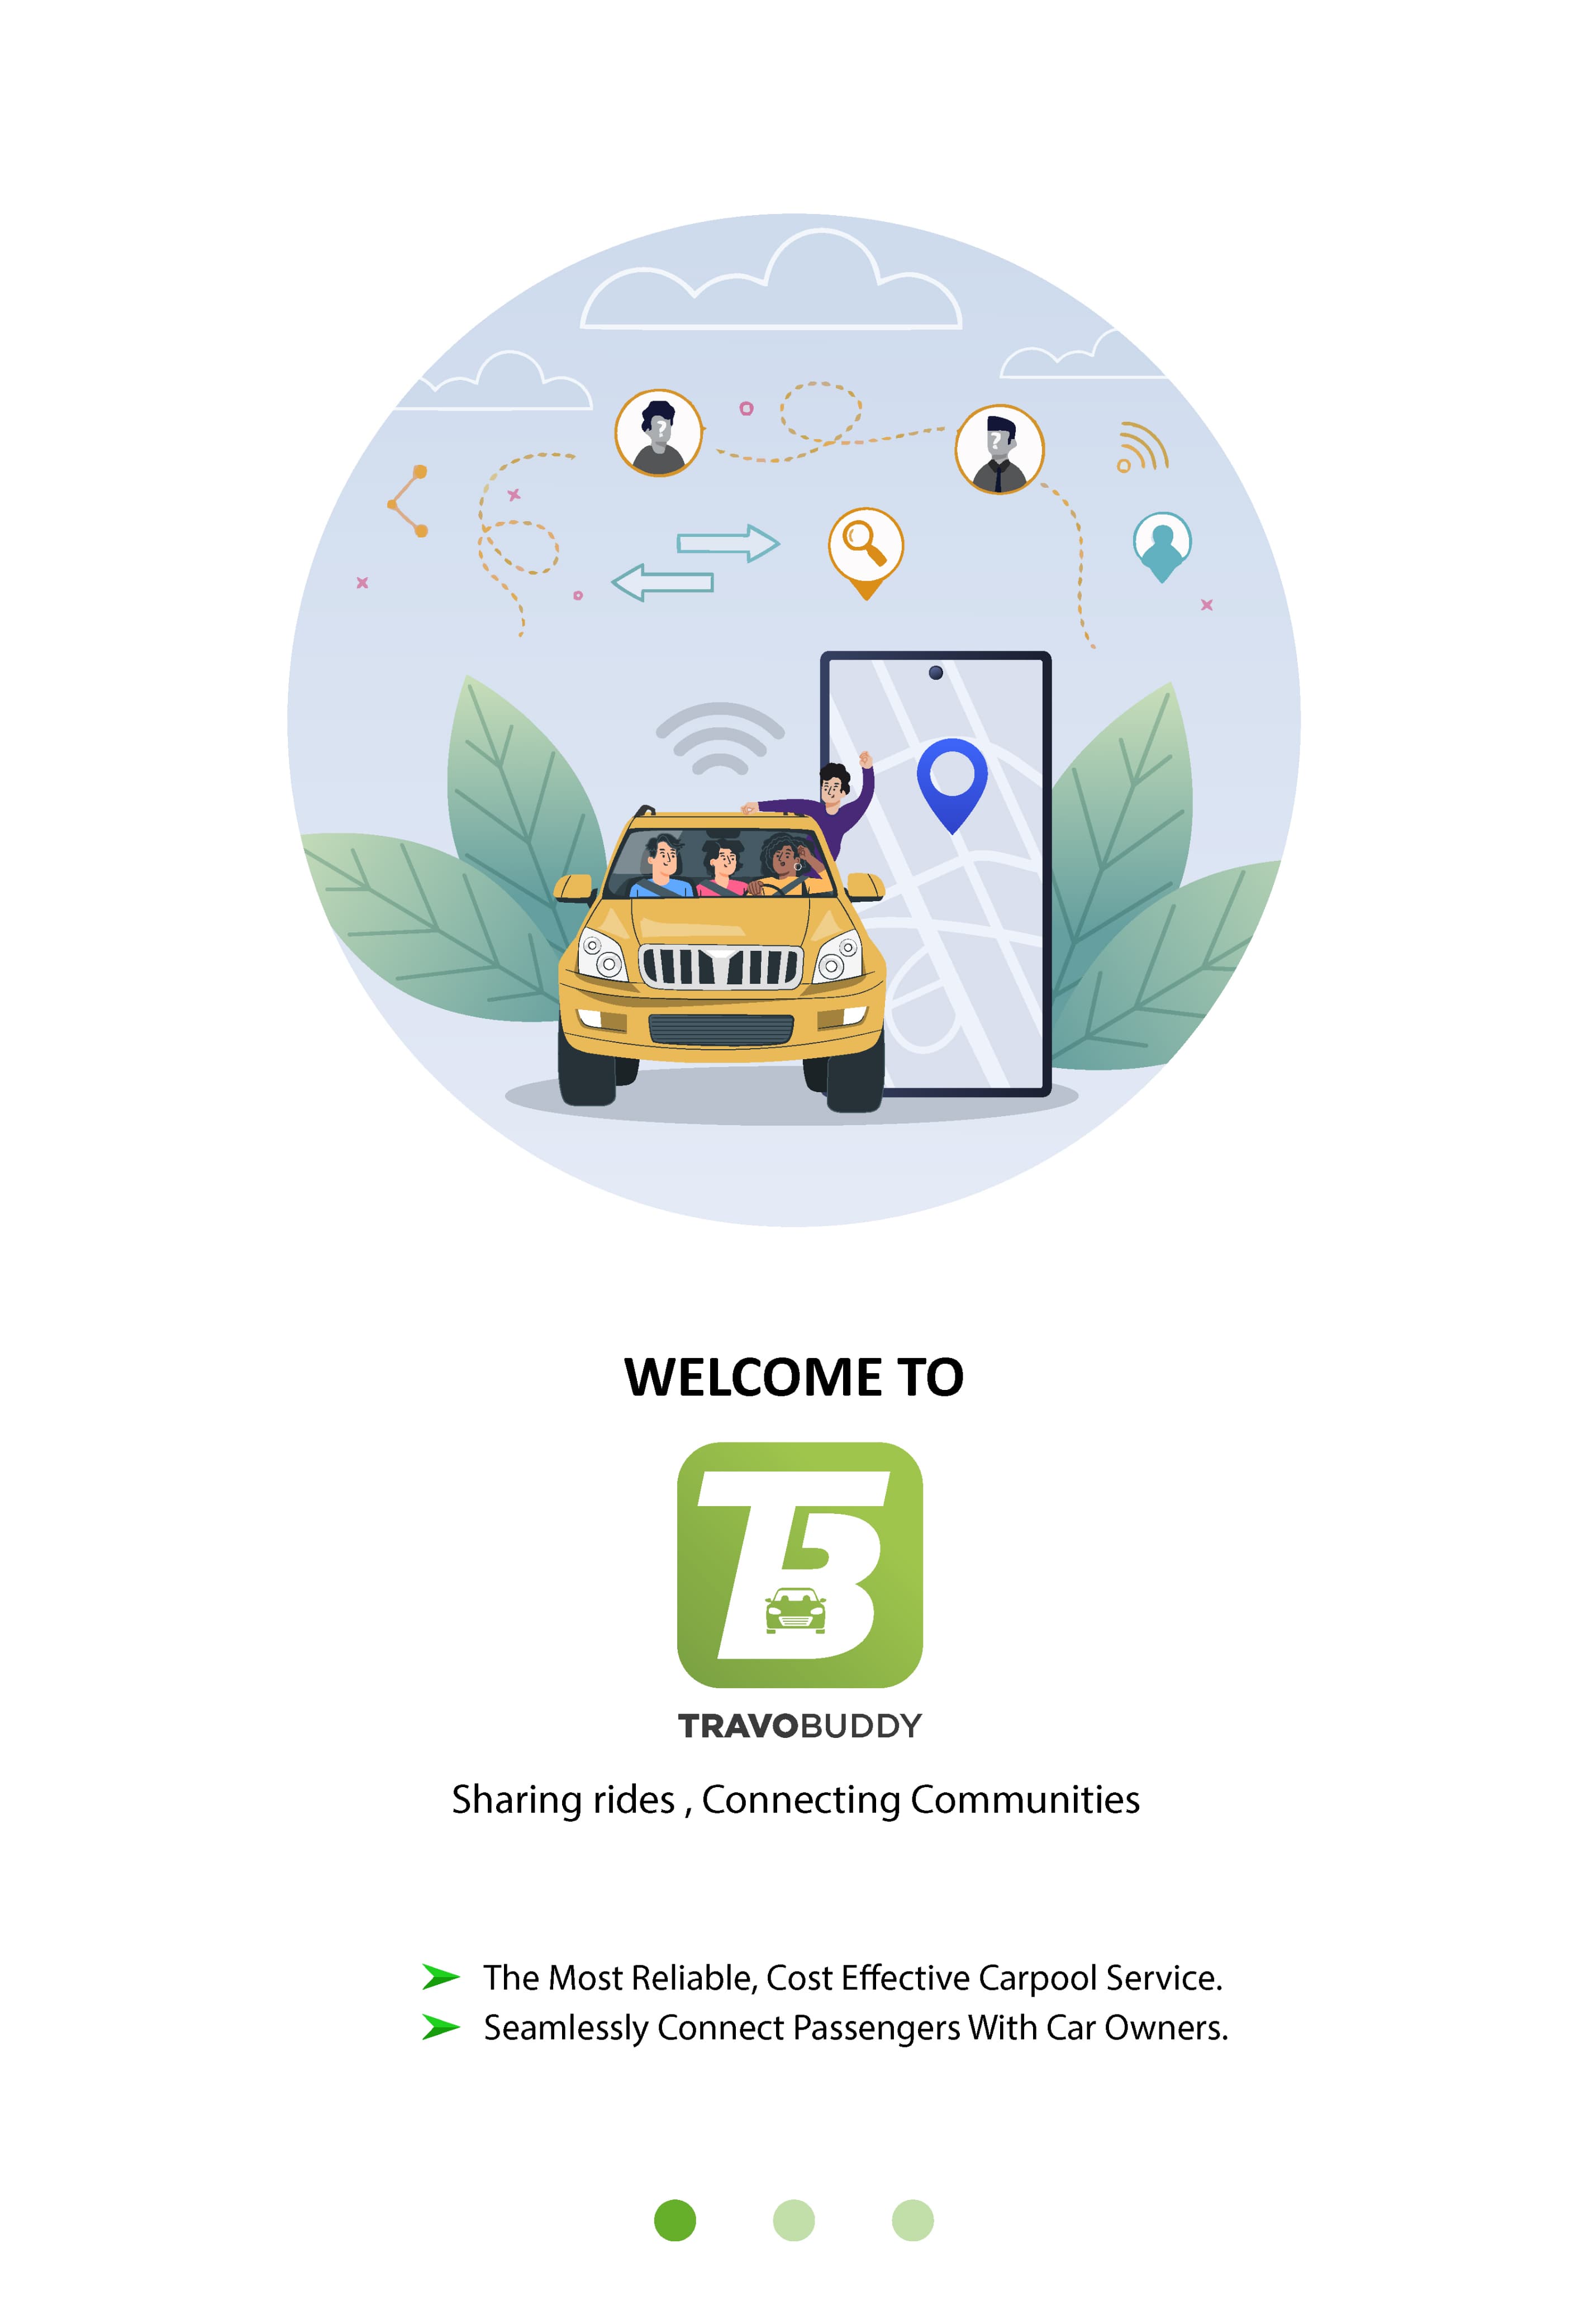 ?
?
WELCOME TO
TB
TRAVOBUDDY
Sharing rides , Connecting Communities
The Most Reliable, Cost Effective Carpool Service.
Seamlessly Connect Passengers With Car Owners.